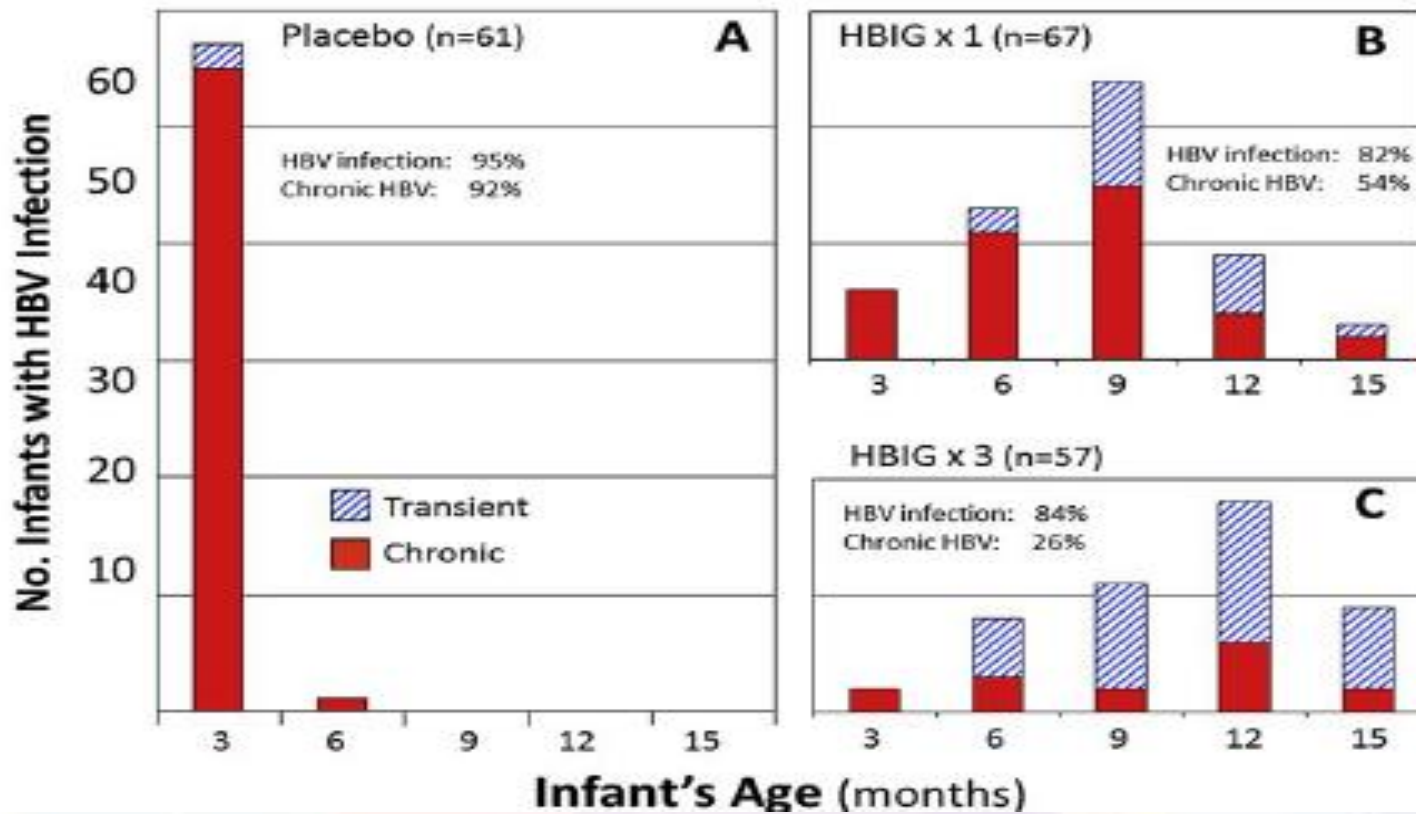 No. Infants with HBV Infection
60
50
40
30
20
10
Placebo (n=61)
A
HBV infection: 95%
Chronic HBV: 92%
Transient
Chronic
3 6 9 12 15
HBIG x 1 (n=67)
B
HBV infection: 82%
Chronic HBV: 54%
3 6 9 12 15
HBIG x 3 (n=57)
C
HBV infection: 84%
Chronic HBV: 26%
3 6 9 12 15
Infant's Age (months)